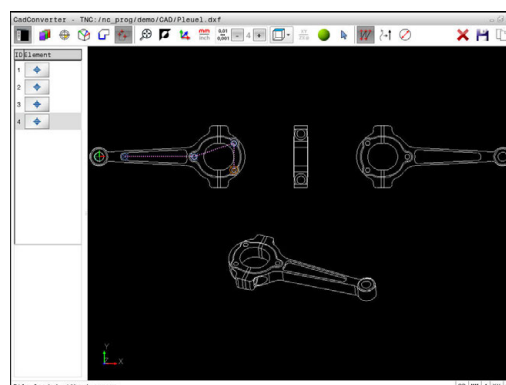 CadConverter - TNC:/nc_prog/demo/CAD/Pleuel.dxf
mm
inch
0,01
0,001
4
ID Element
1
2
3
4
Y
Z
X